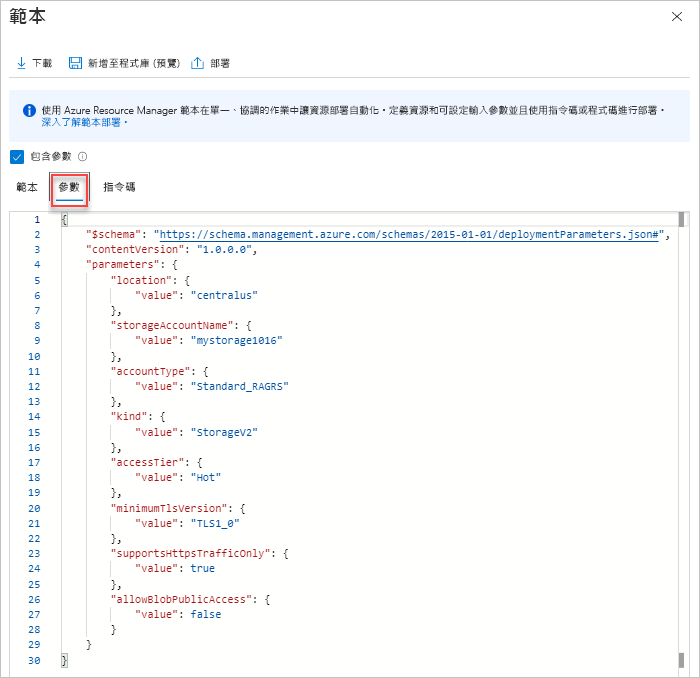 範本
下載 新增至程式庫 (預覽) 部署
使用 Azure Resource Manager 範本在單一、協調的作業中讓資源部署自動化。定義資源和可設定輸入參數並且使用指令碼或程式碼進行部署。
深入了解範本部署。
包含參數
範本 參數 指令碼
1 {
2 "$schema": "https://schema.management.azure.com/schemas/2015-01-01/deploymentParameters.json#",
3 "contentVersion": "1.0.0.0",
4 "parameters": {
5 "location": {
6 "value": "centralus"
7 },
8 "storageAccountName": {
9 "value": "mystorage1016"
10 },
11 "accountType": {
12 "value": "Standard_RAGRS"
13 },
14 "kind": {
15 "value": "StorageV2"
16 },
17 "accessTier": {
18 "value": "Hot"
19 },
20 "minimumTlsVersion": {
21 "value": "TLS1_0"
22 },
23 "supportsHttpsTrafficOnly": {
24 "value": true
25 },
26 "allowBlobPublicAccess": {
27 "value": false
28 }
29 }
30 }